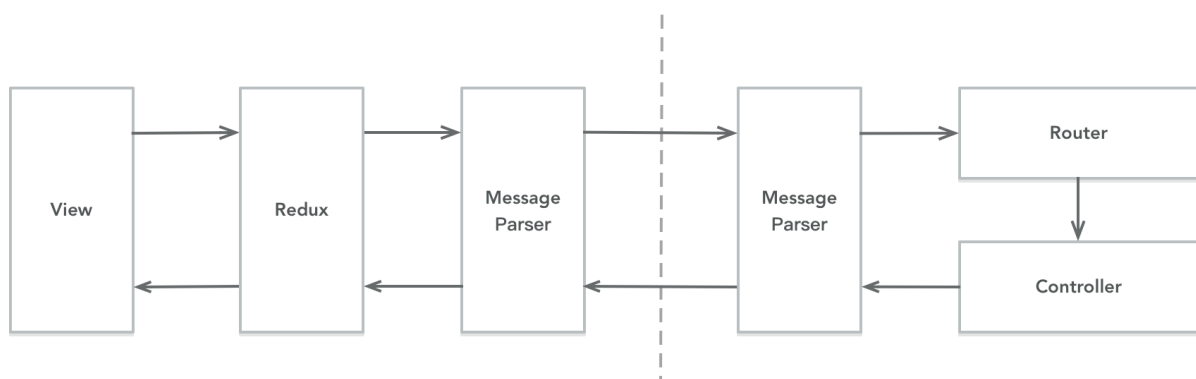 View
Redux
Message
Parser
Message
Parser
Router
Controller